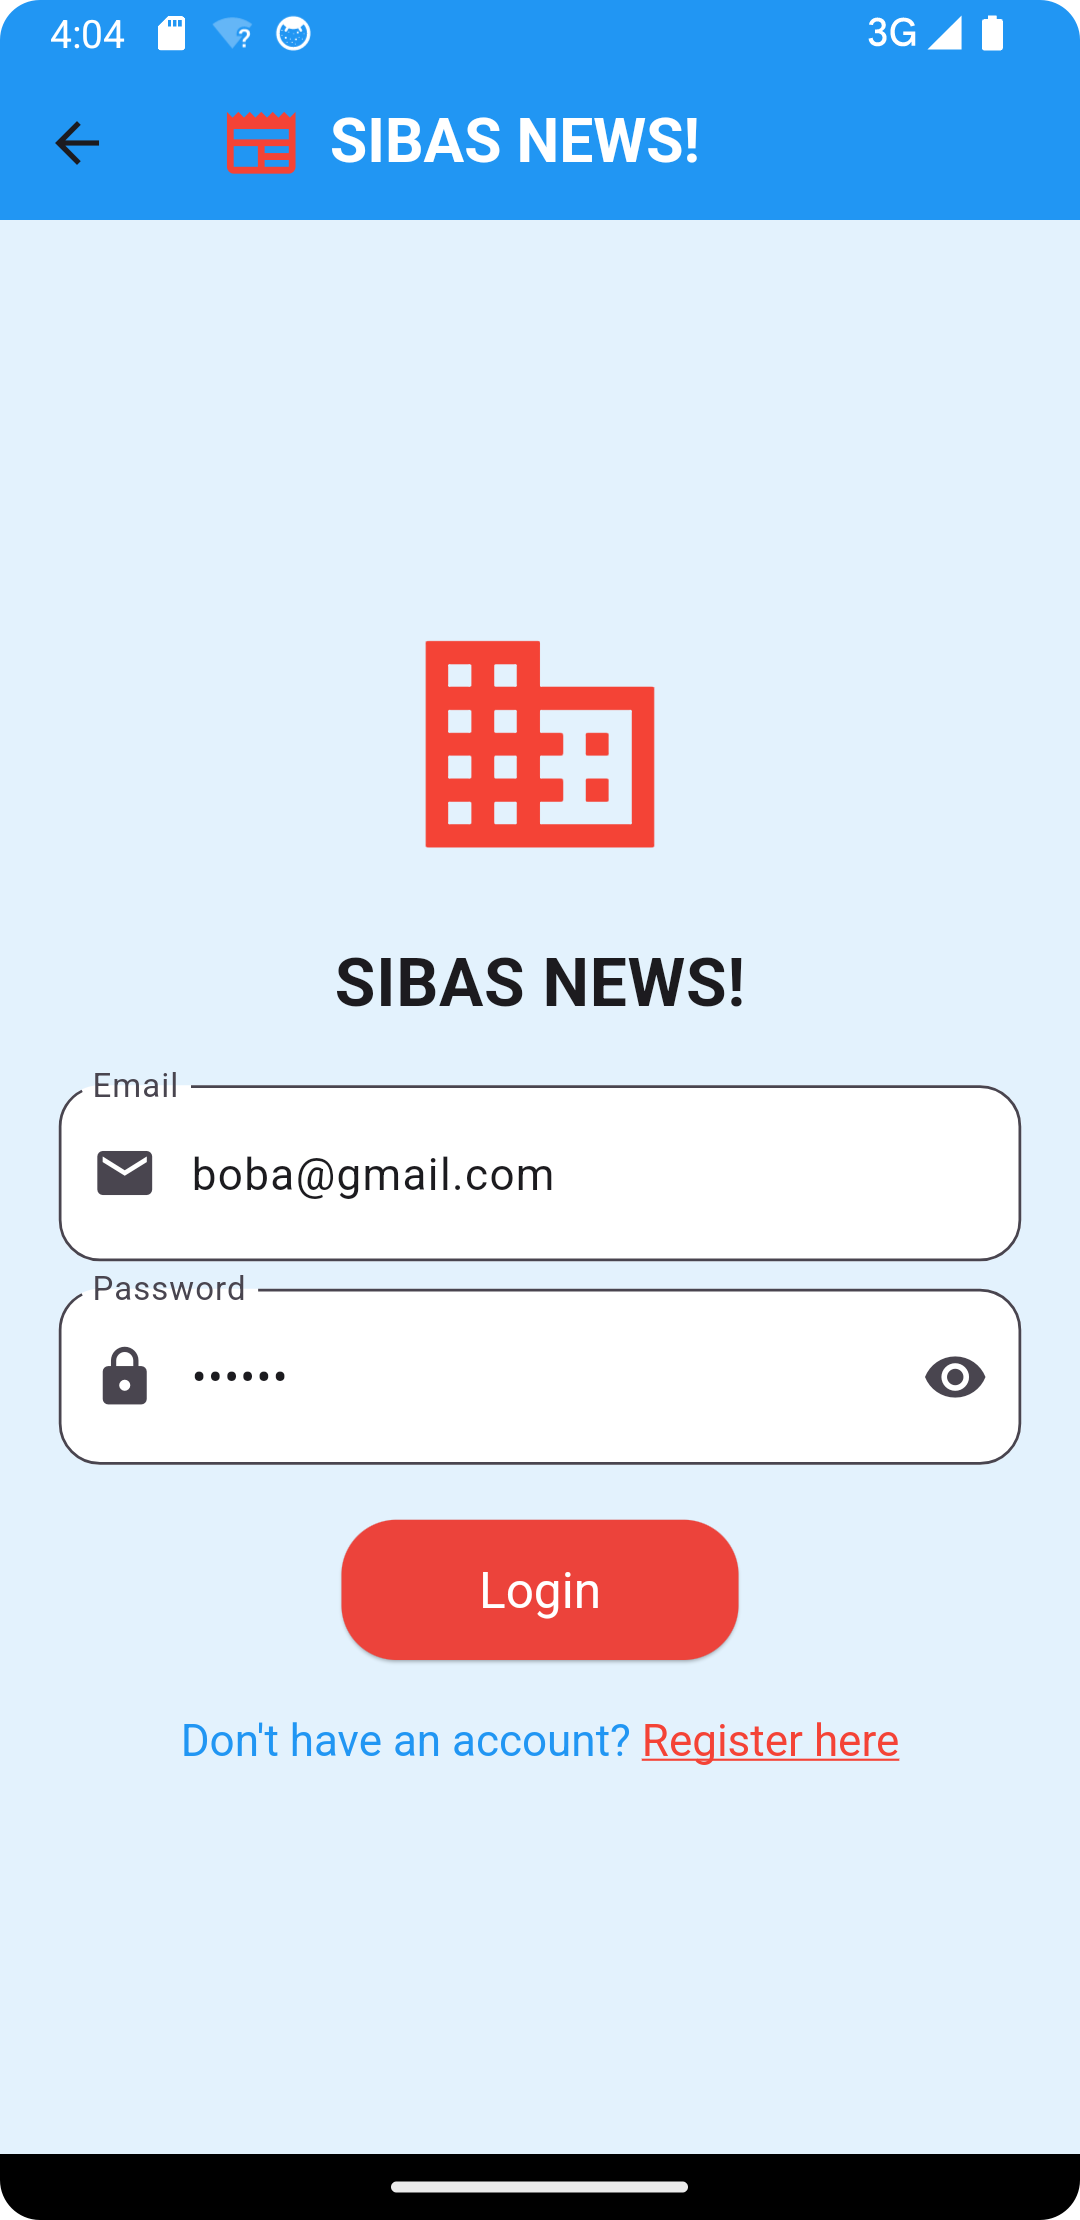 4:04
3G
SIBAS NEWS!
SIBAS NEWS!
Email
boba@gmail.com
Password
••••••
Login
Don't have an account? Register here